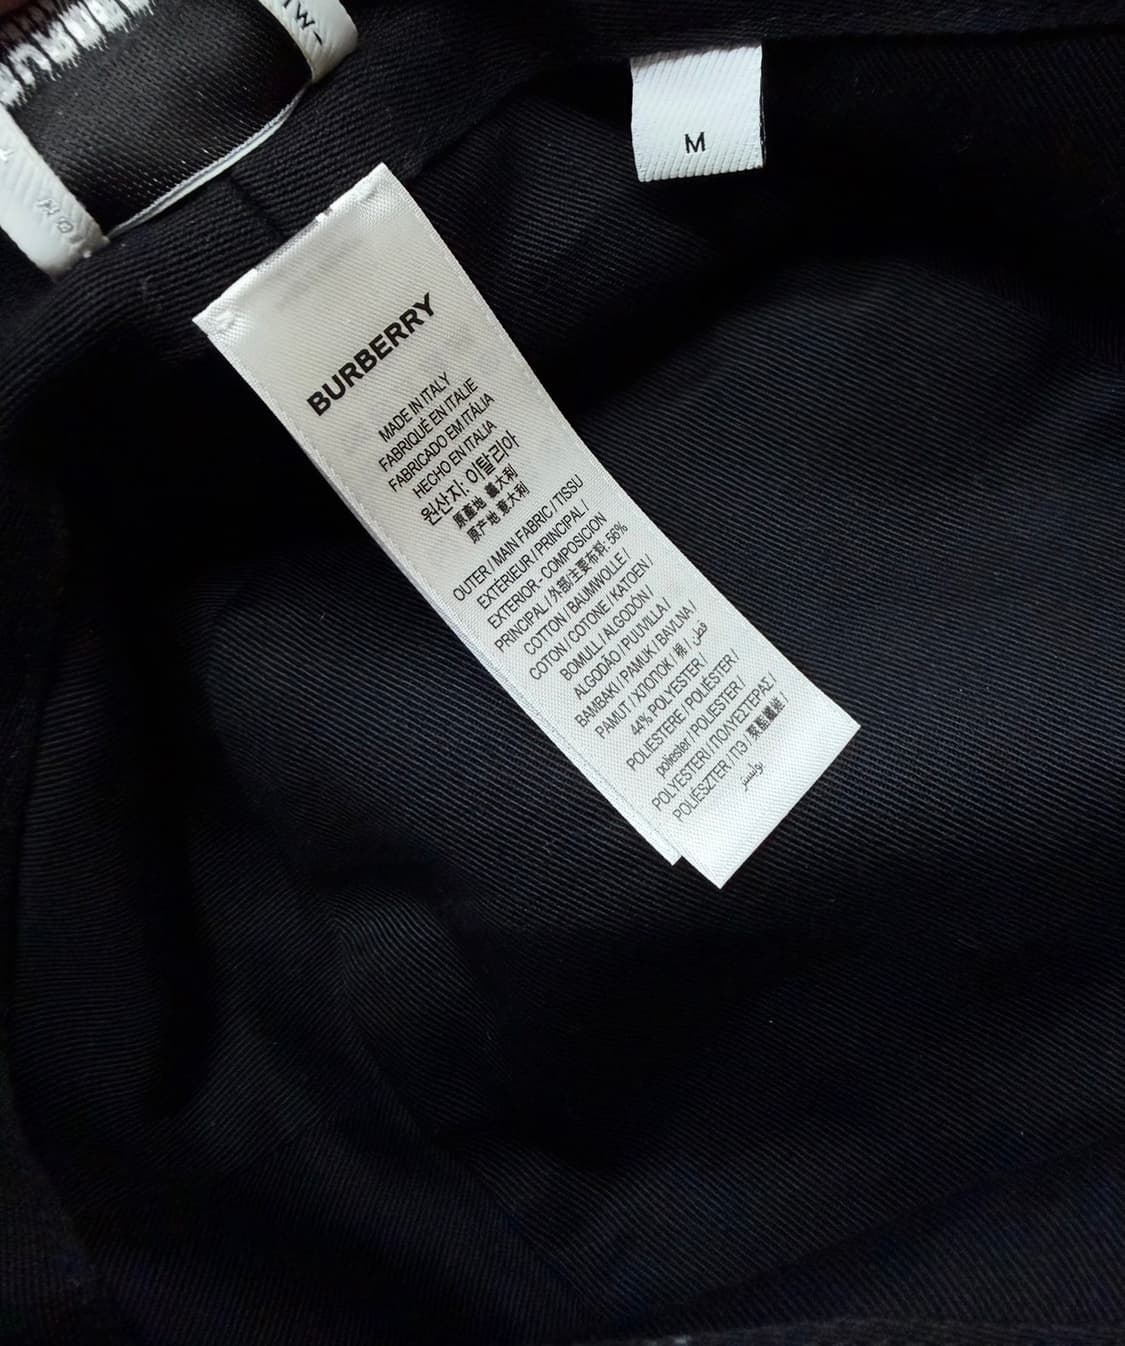 M
BURBERRY
MADE IN ITALY
FABRIQUÉ EN ITALIE
FABRICADO EM ITÁLIA
HECHO EN ITALIA
원산지: 이탈리아
原產地 義大利
原产地 意大利
OUTER / MAIN FABRIC / TISSU
EXTÉRIEUR / PRINCIPAL /
EXTERIOR - COMPOSICION
PRINCIPAL / 外部/主要布料: 56%
COTTON / BAUMWOLLE /
COTON / COTONE / KATOEN /
BOMULL / ALGODÓN /
ALGODÃO / PUUVILLA /
BAMBAKI / PAMUK / BAVLNA /
PAMUT / ХЛОПОК / 棉 / قطن
44% POLYESTER /
POLIESTERE / POLIÉSTER /
poliester / POLIESTER /
POLYESTERI / ΠΟΛΥΕΣΤΕΡΑΣ /
POLIÉSZTER / ПЭ / 聚酯纖維 /
بوليستر